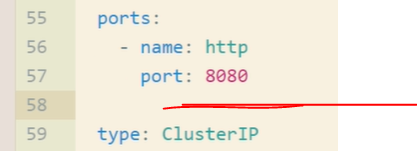 55 ports:
56 - name: http
57 port: 8080
58
59 type: ClusterIP